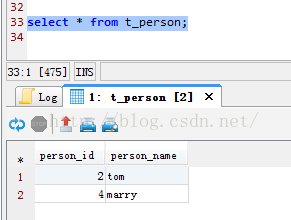 32
33 select * from t_person;
34
33:1 [475] INS
Log 1: t_person [2] ×
http://blog.csdn.net/
* person_id person_name
1 2 tom
2 4 marry